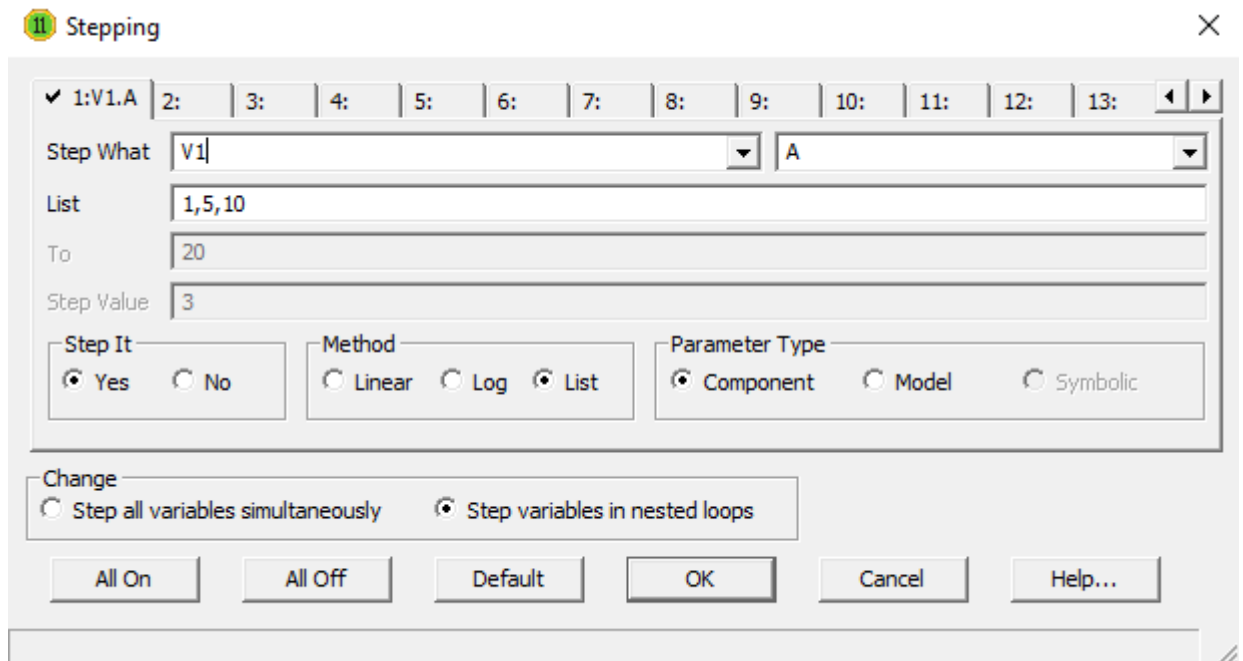 11 Stepping
1:V1.A 2: 3: 4: 5: 6: 7: 8: 9: 10: 11: 12: 13:
Step What V1 A
List 1,5,10
To 20
Step Value 3
Step It Method Parameter Type
Yes No Linear Log List Component Model Symbolic
Change
Step all variables simultaneously Step variables in nested loops
All On All Off Default OK Cancel Help...